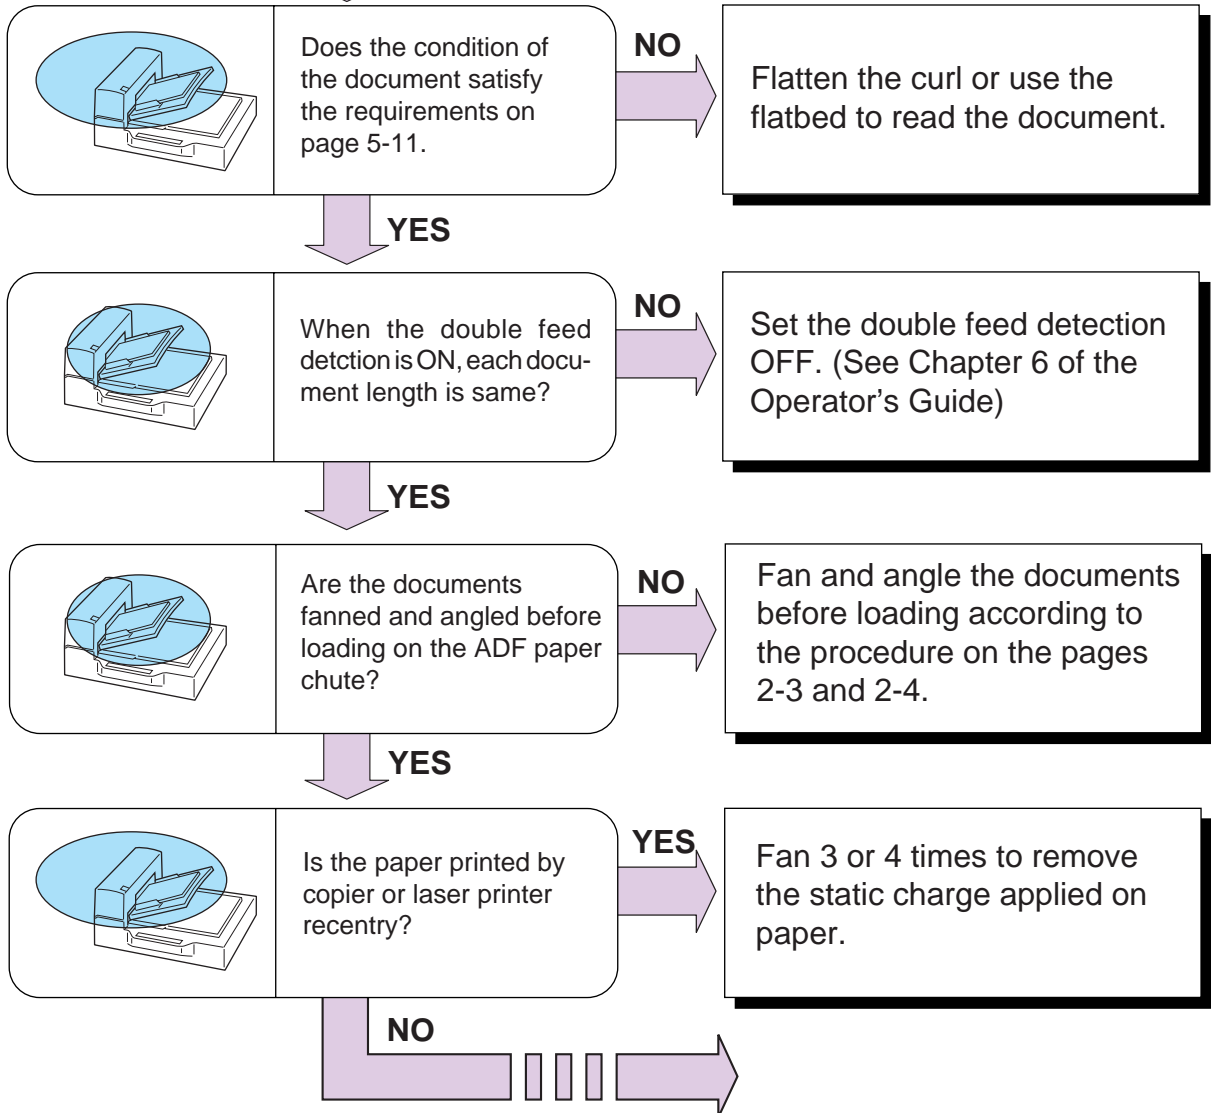 Does the condition of
the document satisfy
the requirements on
page 5-11.
NO
Flatten the curl or use the
flatbed to read the document.
YES
When the double feed
detction is ON, each docu-
ment length is same?
NO
Set the double feed detection
OFF. (See Chapter 6 of the
Operator's Guide)
YES
Are the documents
fanned and angled before
loading on the ADF paper
chute?
NO
Fan and angle the documents
before loading according to
the procedure on the pages
2-3 and 2-4.
YES
Is the paper printed by
copier or laser printer
recentry?
YES
Fan 3 or 4 times to remove
the static charge applied on
paper.
NO